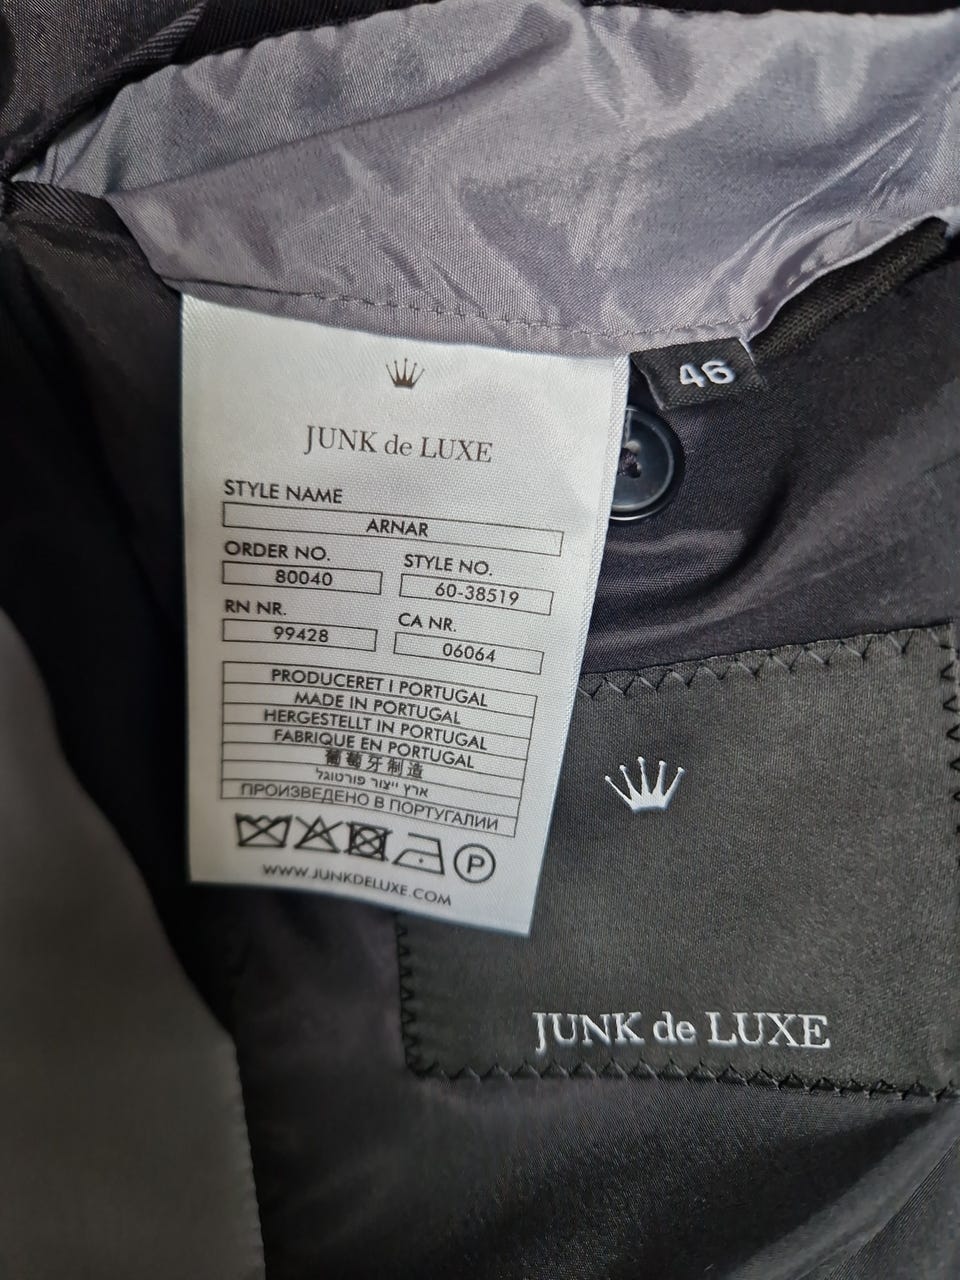 JUNK de LUXE
STYLE NAME
ARNAR
ORDER NO.
80040
STYLE NO.
60-38519
RN NR.
99428
CA NR.
06064
PRODUCERET I PORTUGAL
MADE IN PORTUGAL
HERGESTELLT IN PORTUGAL
FABRIQUE EN PORTUGAL
葡萄牙制造
ארץ ייצור פורטוגל
ПРОИЗВЕДЕНО В ПОРТУГАЛИИ
P
WWW.JUNKDELUXE.COM
46
JUNK de LUXE